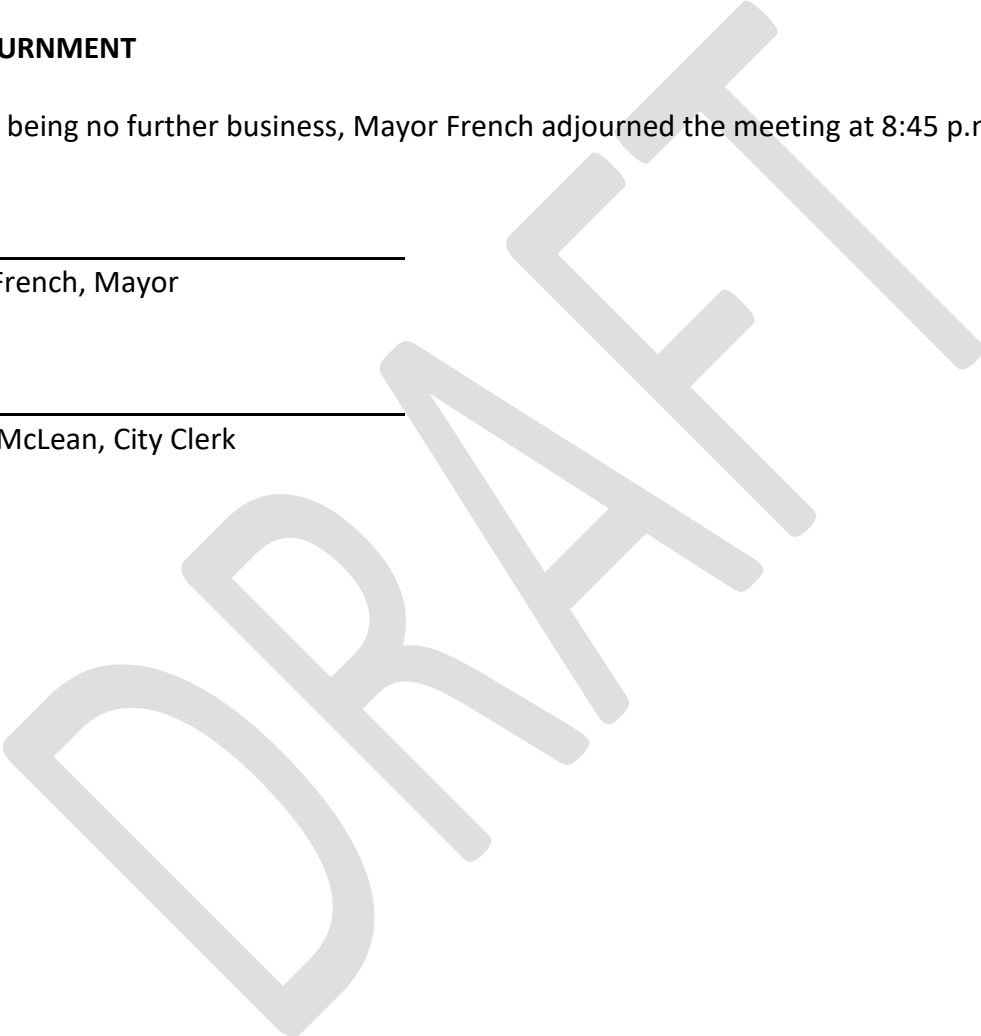 URNMENT
being no further business, Mayor French adjourned the meeting at 8:45 p.
French, Mayor
McLean, City Clerk
DRAFT